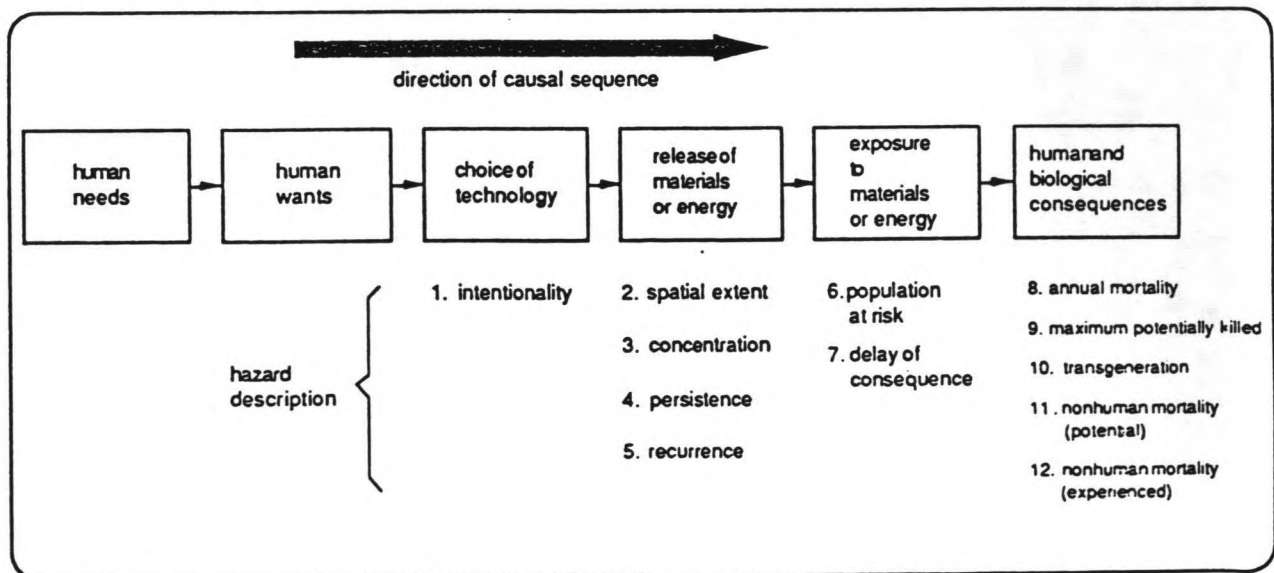 direction of causal sequence
human
needs
human
wants
choice of
technology
release of
materials
or energy
exposure
to
materials
or energy
human and
biological
consequences
hazard
description
1. intentionality
2. spatial extent
3. concentration
4. persistence
5. recurrence
6. population
at risk
7. delay of
consequence
8. annual mortality
9. maximum potentially killed
10. transgeneration
11. nonhuman mortality
(potential)
12. nonhuman mortality
(experienced)